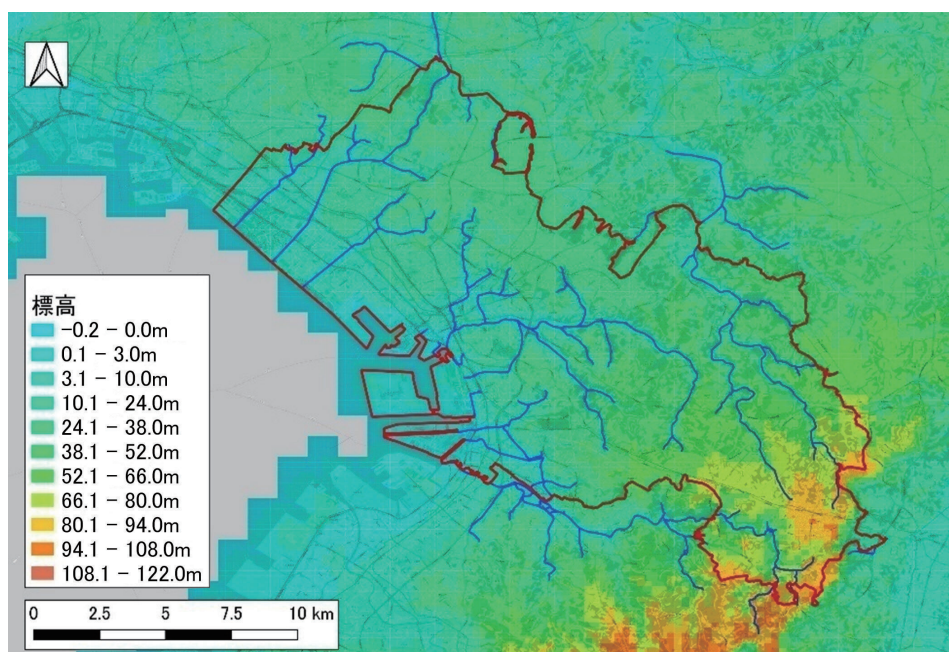 標高
-0.2 - 0.0m
0.1 - 3.0m
3.1 - 10.0m
10.1 - 24.0m
24.1 - 38.0m
38.1 - 52.0m
52.1 - 66.0m
66.1 - 80.0m
80.1 - 94.0m
94.1 - 108.0m
108.1 - 122.0m
0 2.5 5 7.5 10 km